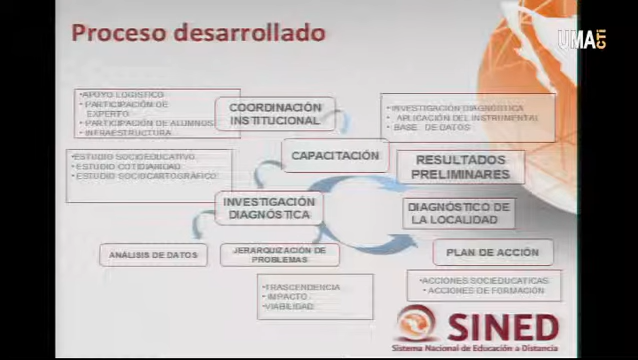 Proceso desarrollado
UMA CTI
•APOYO LOGISTICO
• PARTICIPACIÓN DE
EXPERTO
• PARTICIPACIÓN DE ALUMNOS
• INFRAESTRUCTURA
COORDINACIÓN
INSTITUCIONAL
• INVESTIGACIÓN DIAGNÓSTICA
• APLICACIÓN DEL INSTRUMENTAL
• BASE DE DATOS
•ESTUDIO SOCIOEDUCATIVO
• ESTUDIO COTIDIANIDAD
• ESTUDIO SOCIOCARTOGRÁFICO
CAPACITACIÓN
RESULTADOS
PRELIMINARES
INVESTIGACIÓN
DIAGNÓSTICA
DIAGNÓSTICO DE
LA LOCALIDAD
ANÁLISIS DE DATOS
JERARQUIZACIÓN DE
PROBLEMAS
PLAN DE ACCIÓN
•TRASCENDENCIA
• IMPACTO
•VIABILIDAD
•ACCIONES SOCIEDUCATICAS
• ACCIONES DE FORMACIÓN
SINED
Sistema Nacional de Educación a Distancia